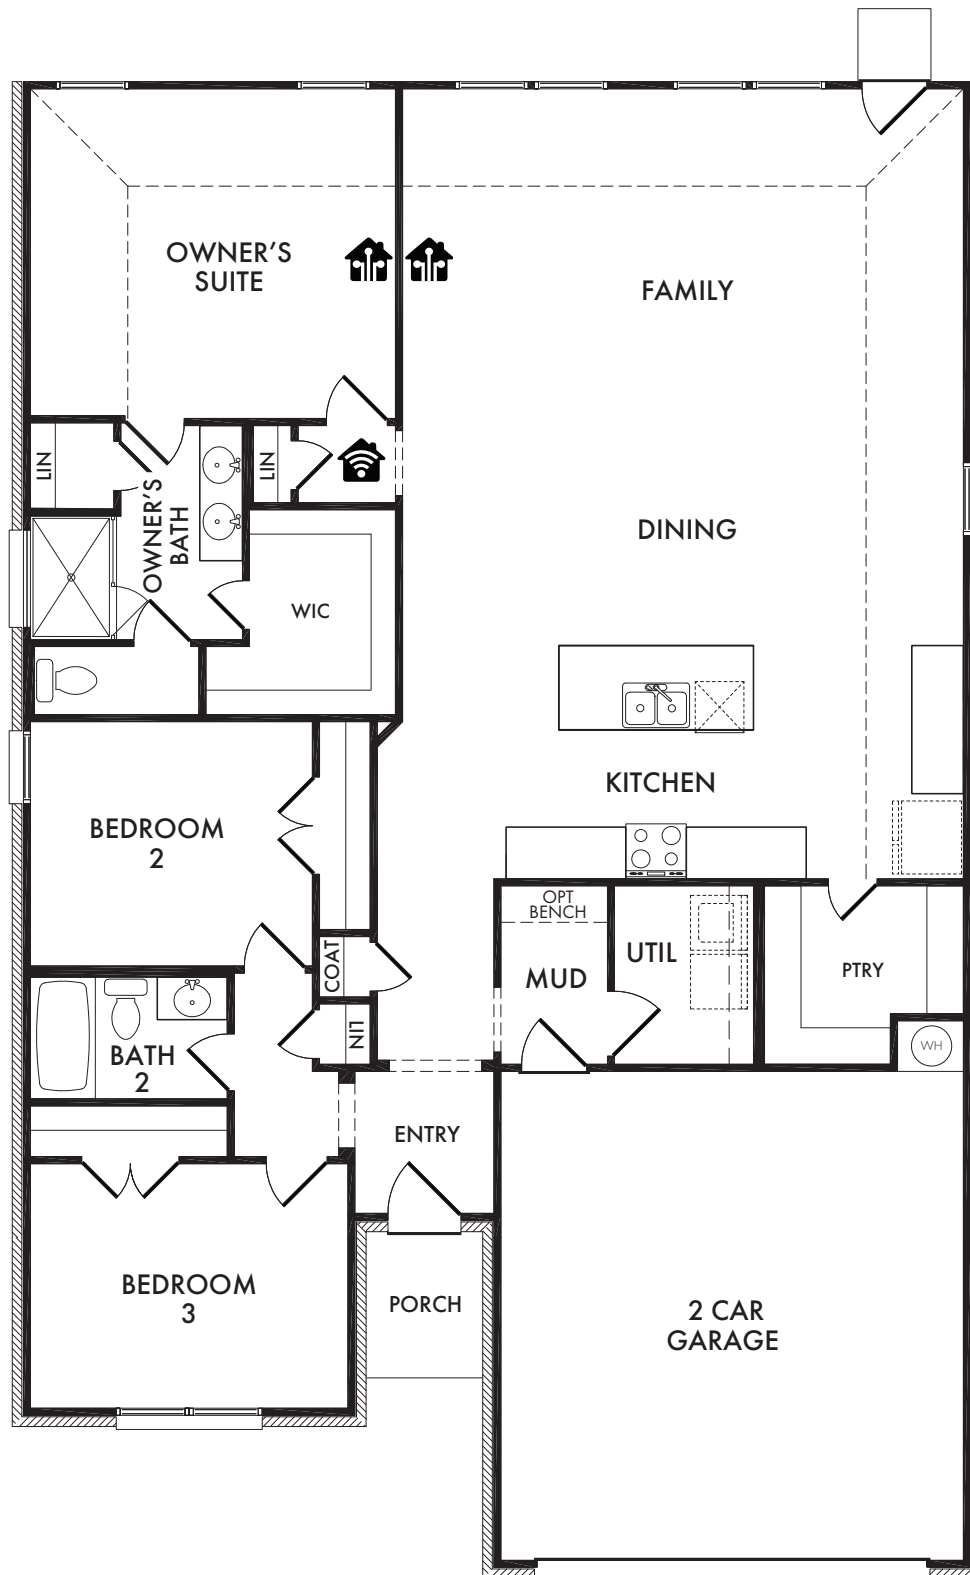 OWNER'S
SUITE
FAMILY
LIN
LIN
OWNER'S
BATH
DINING
WIC
KITCHEN
BEDROOM
2
OPT
BENCH
COAT
MUD
UTIL
PTRY
LIN
BATH
2
WH
ENTRY
BEDROOM
3
PORCH
2 CAR
GARAGE